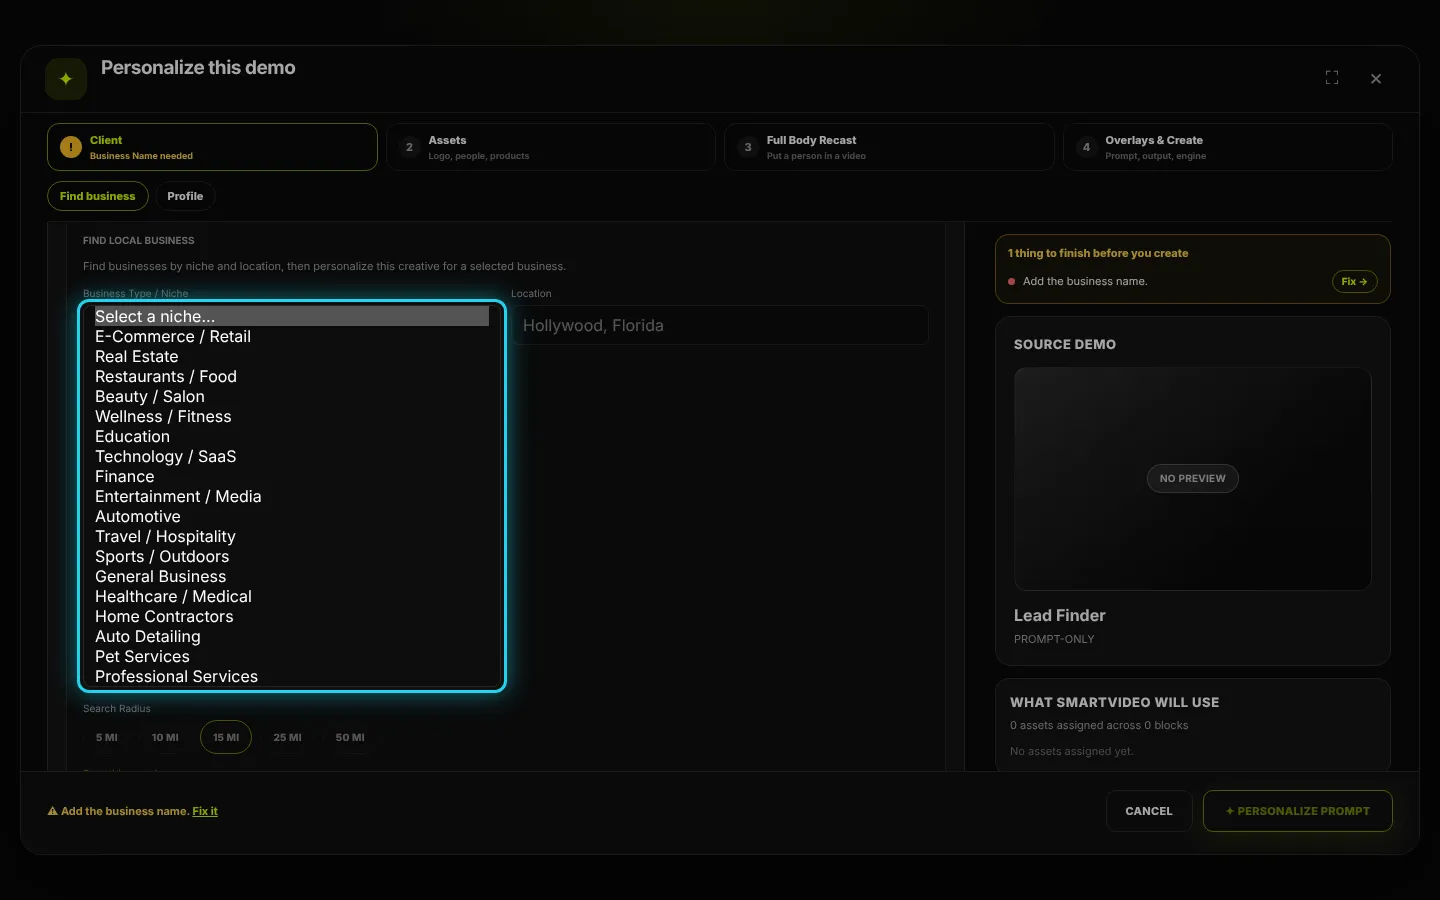 Personalize this demo
! Client
Business Name needed
2 Assets
Logo, people, products
3 Full Body Recast
Put a person in a video
4 Overlays & Create
Prompt, output, engine
Find business
Profile
FIND LOCAL BUSINESS
Find businesses by niche and location, then personalize this creative for a selected business.
Business Type / Niche
Select a niche...
E-Commerce / Retail
Real Estate
Restaurants / Food
Beauty / Salon
Wellness / Fitness
Education
Technology / SaaS
Finance
Entertainment / Media
Automotive
Travel / Hospitality
Sports / Outdoors
General Business
Healthcare / Medical
Home Contractors
Auto Detailing
Pet Services
Professional Services
Location
Hollywood, Florida
Search Radius
5 MI
10 MI
15 MI
25 MI
50 MI
1 thing to finish before you create
Add the business name.
Fix →
SOURCE DEMO
NO PREVIEW
Lead Finder
PROMPT-ONLY
WHAT SMARTVIDEO WILL USE
0 assets assigned across 0 blocks
No assets assigned yet.
⚠ Add the business name. Fix it
CANCEL
✦ PERSONALIZE PROMPT